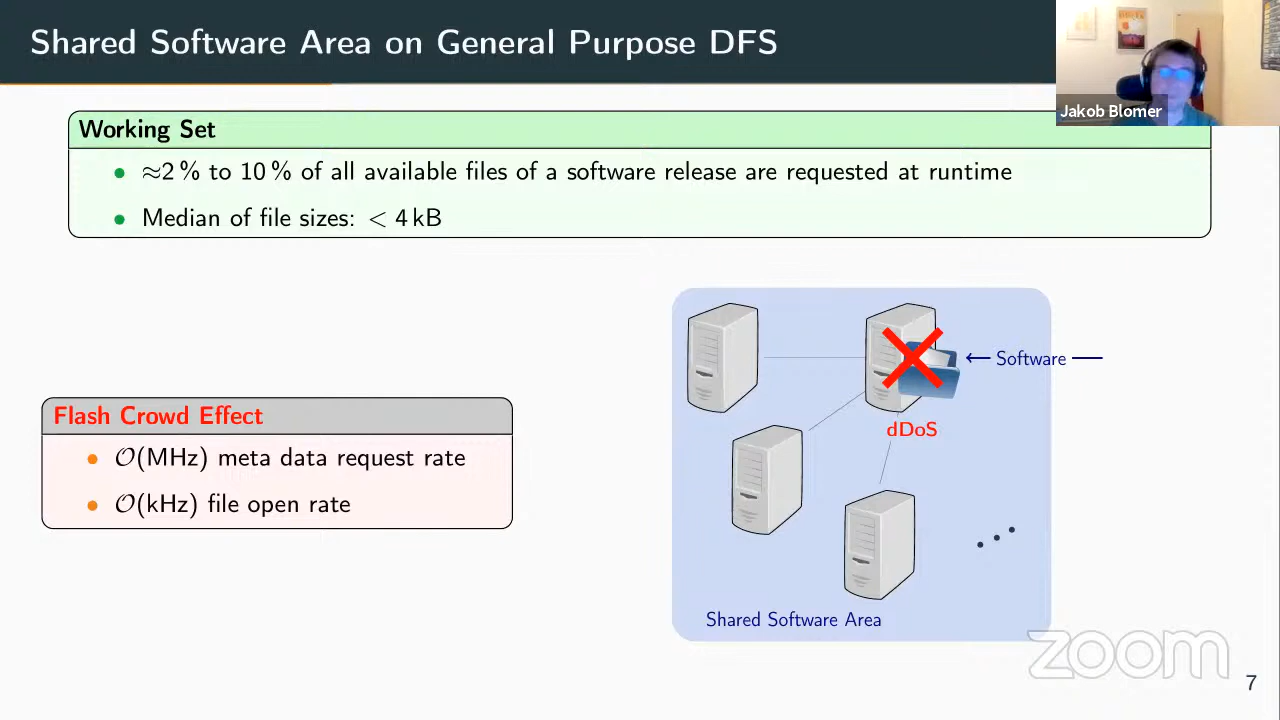 Shared Software Area on General Purpose DFS
Jakob Blomer
Working Set
• ≈2 % to 10 % of all available files of a software release are requested at runtime
• Median of file sizes: < 4 kB
Flash Crowd Effect
• O(MHz) meta data request rate
• O(kHz) file open rate
← Software —
dDoS
Shared Software Area
zoom
7